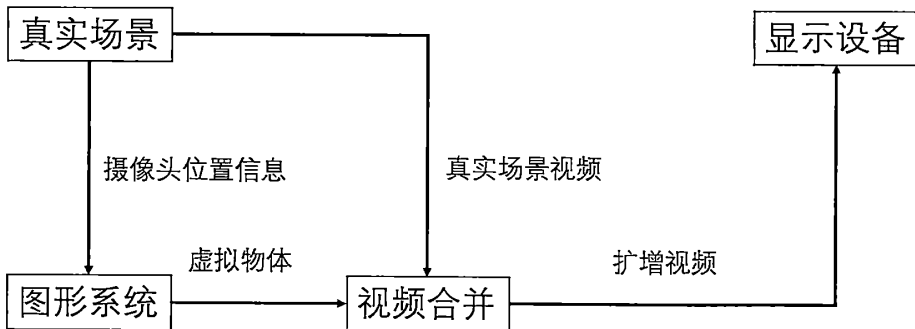 真实场景
显示设备
摄像头位置信息
真实场景视频
虚拟物体
扩增视频
图形系统
视频合并